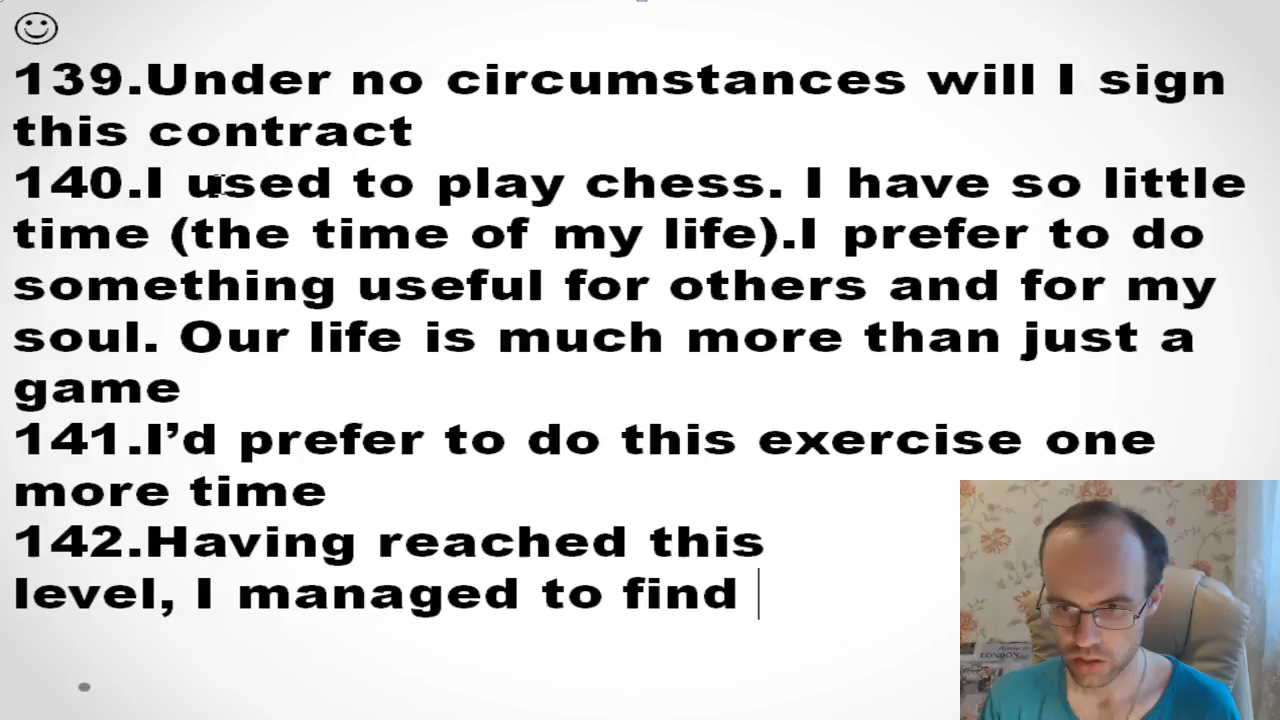 139.Under no circumstances will I sign
this contract
140.I used to play chess. I have so little
time (the time of my life).I prefer to do
something useful for others and for my
soul. Our life is much more than just a
game
141.I’d prefer to do this exercise one
more time
142.Having reached this
level, I managed to find
LONDON